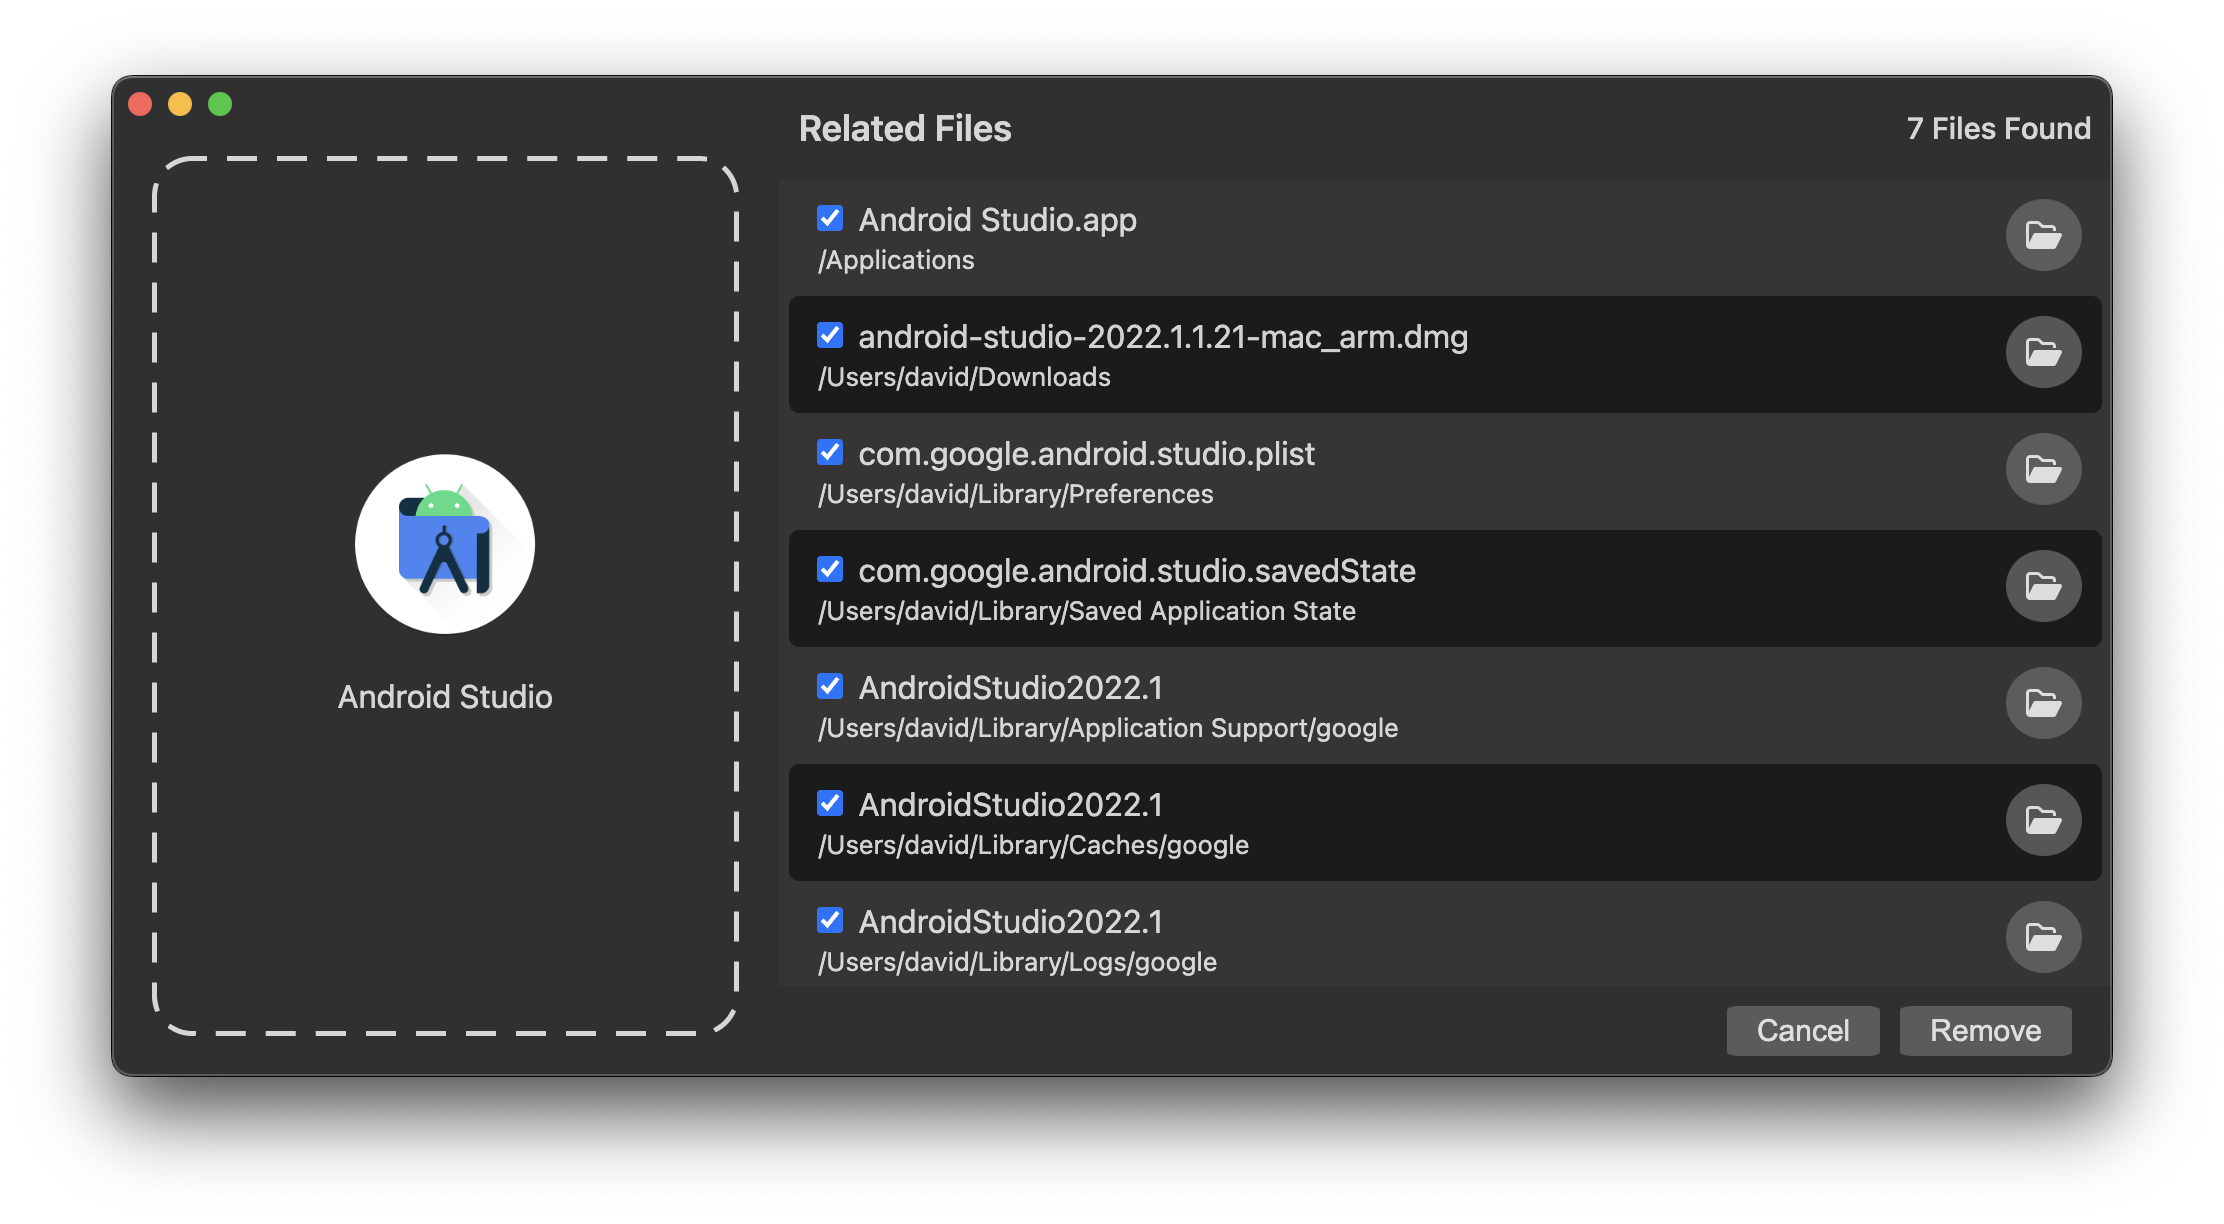 Related Files
7 Files Found
Android Studio.app
/Applications
android-studio-2022.1.1.21-mac_arm.dmg
/Users/david/Downloads
com.google.android.studio.plist
/Users/david/Library/Preferences
com.google.android.studio.savedState
/Users/david/Library/Saved Application State
AndroidStudio2022.1
/Users/david/Library/Application Support/google
AndroidStudio2022.1
/Users/david/Library/Caches/google
AndroidStudio2022.1
/Users/david/Library/Logs/google
Android Studio
Cancel
Remove